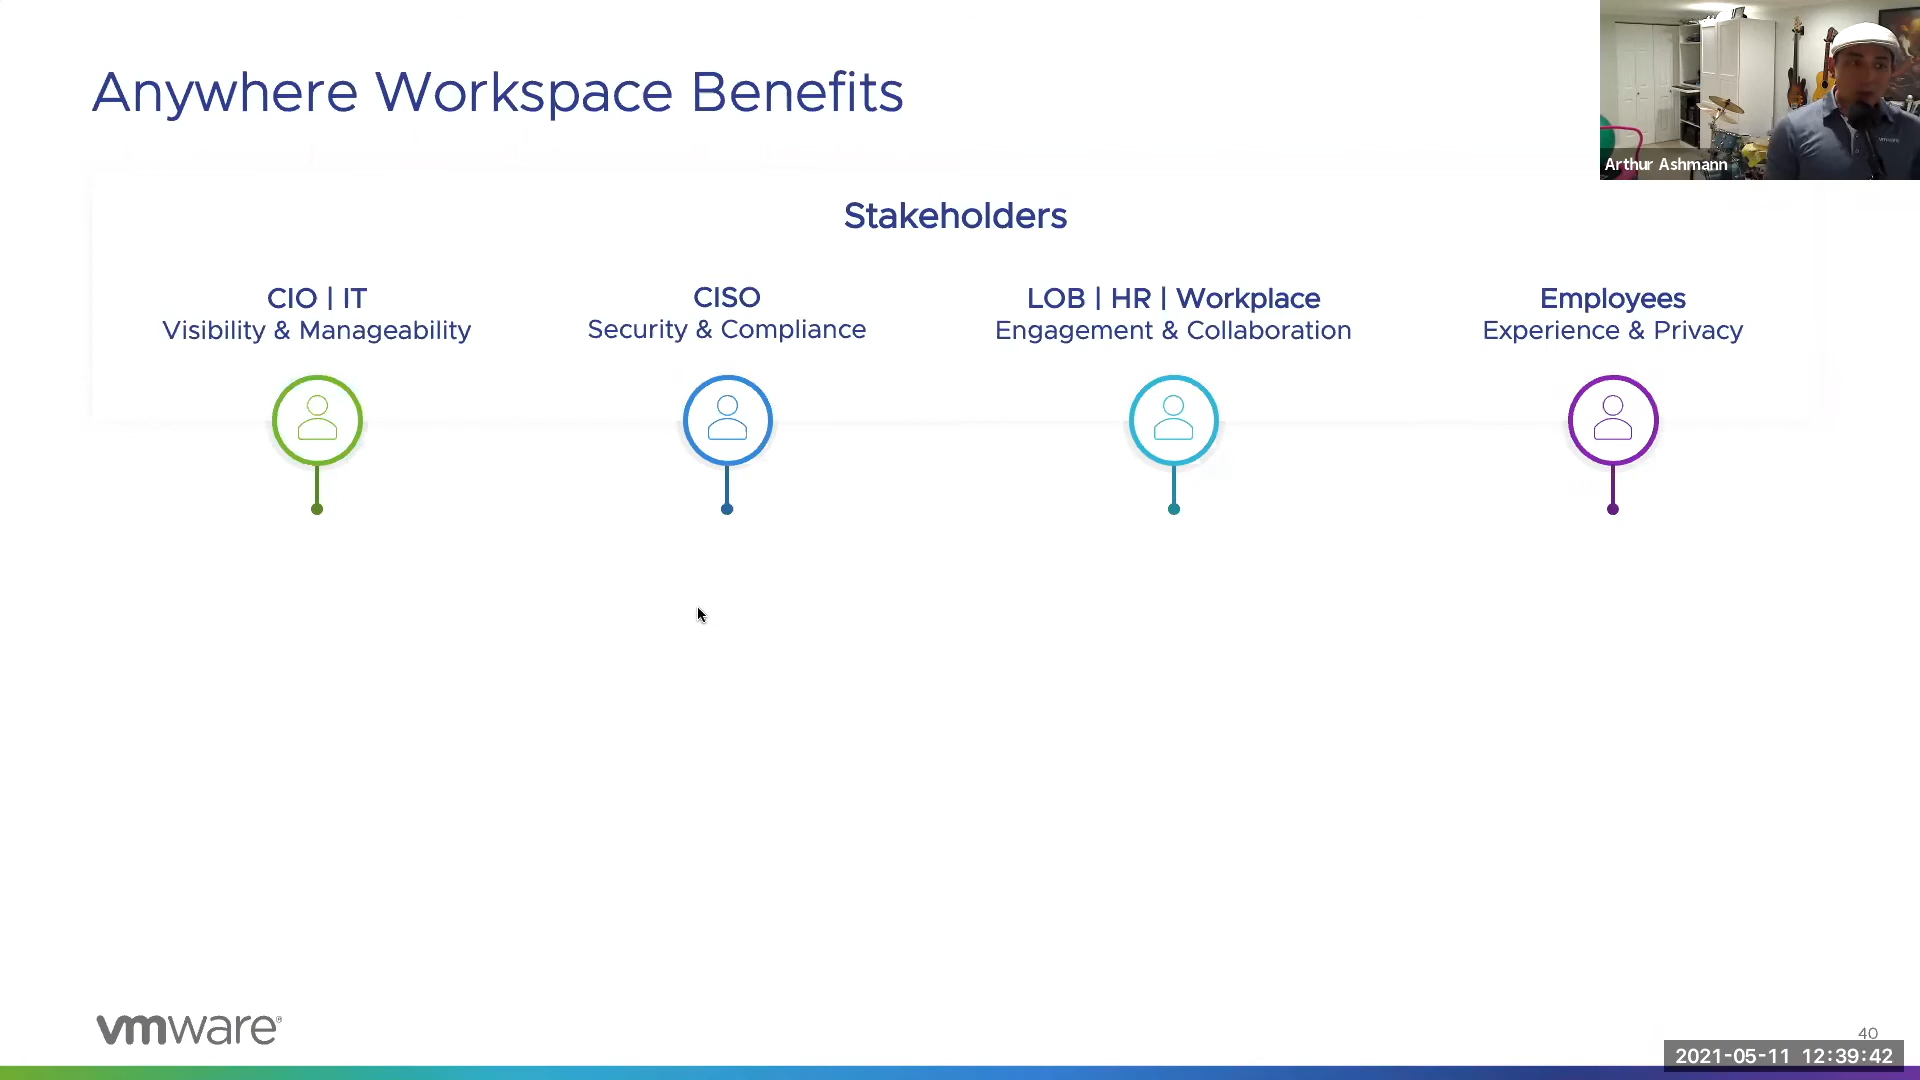 Anywhere Workspace Benefits
Arthur Ashmann
vmware
Stakeholders
CIO | IT
Visibility & Manageability
CISO
Security & Compliance
LOB | HR | Workplace
Engagement & Collaboration
Employees
Experience & Privacy
vmware®
40
2021-05-11 12:39:42